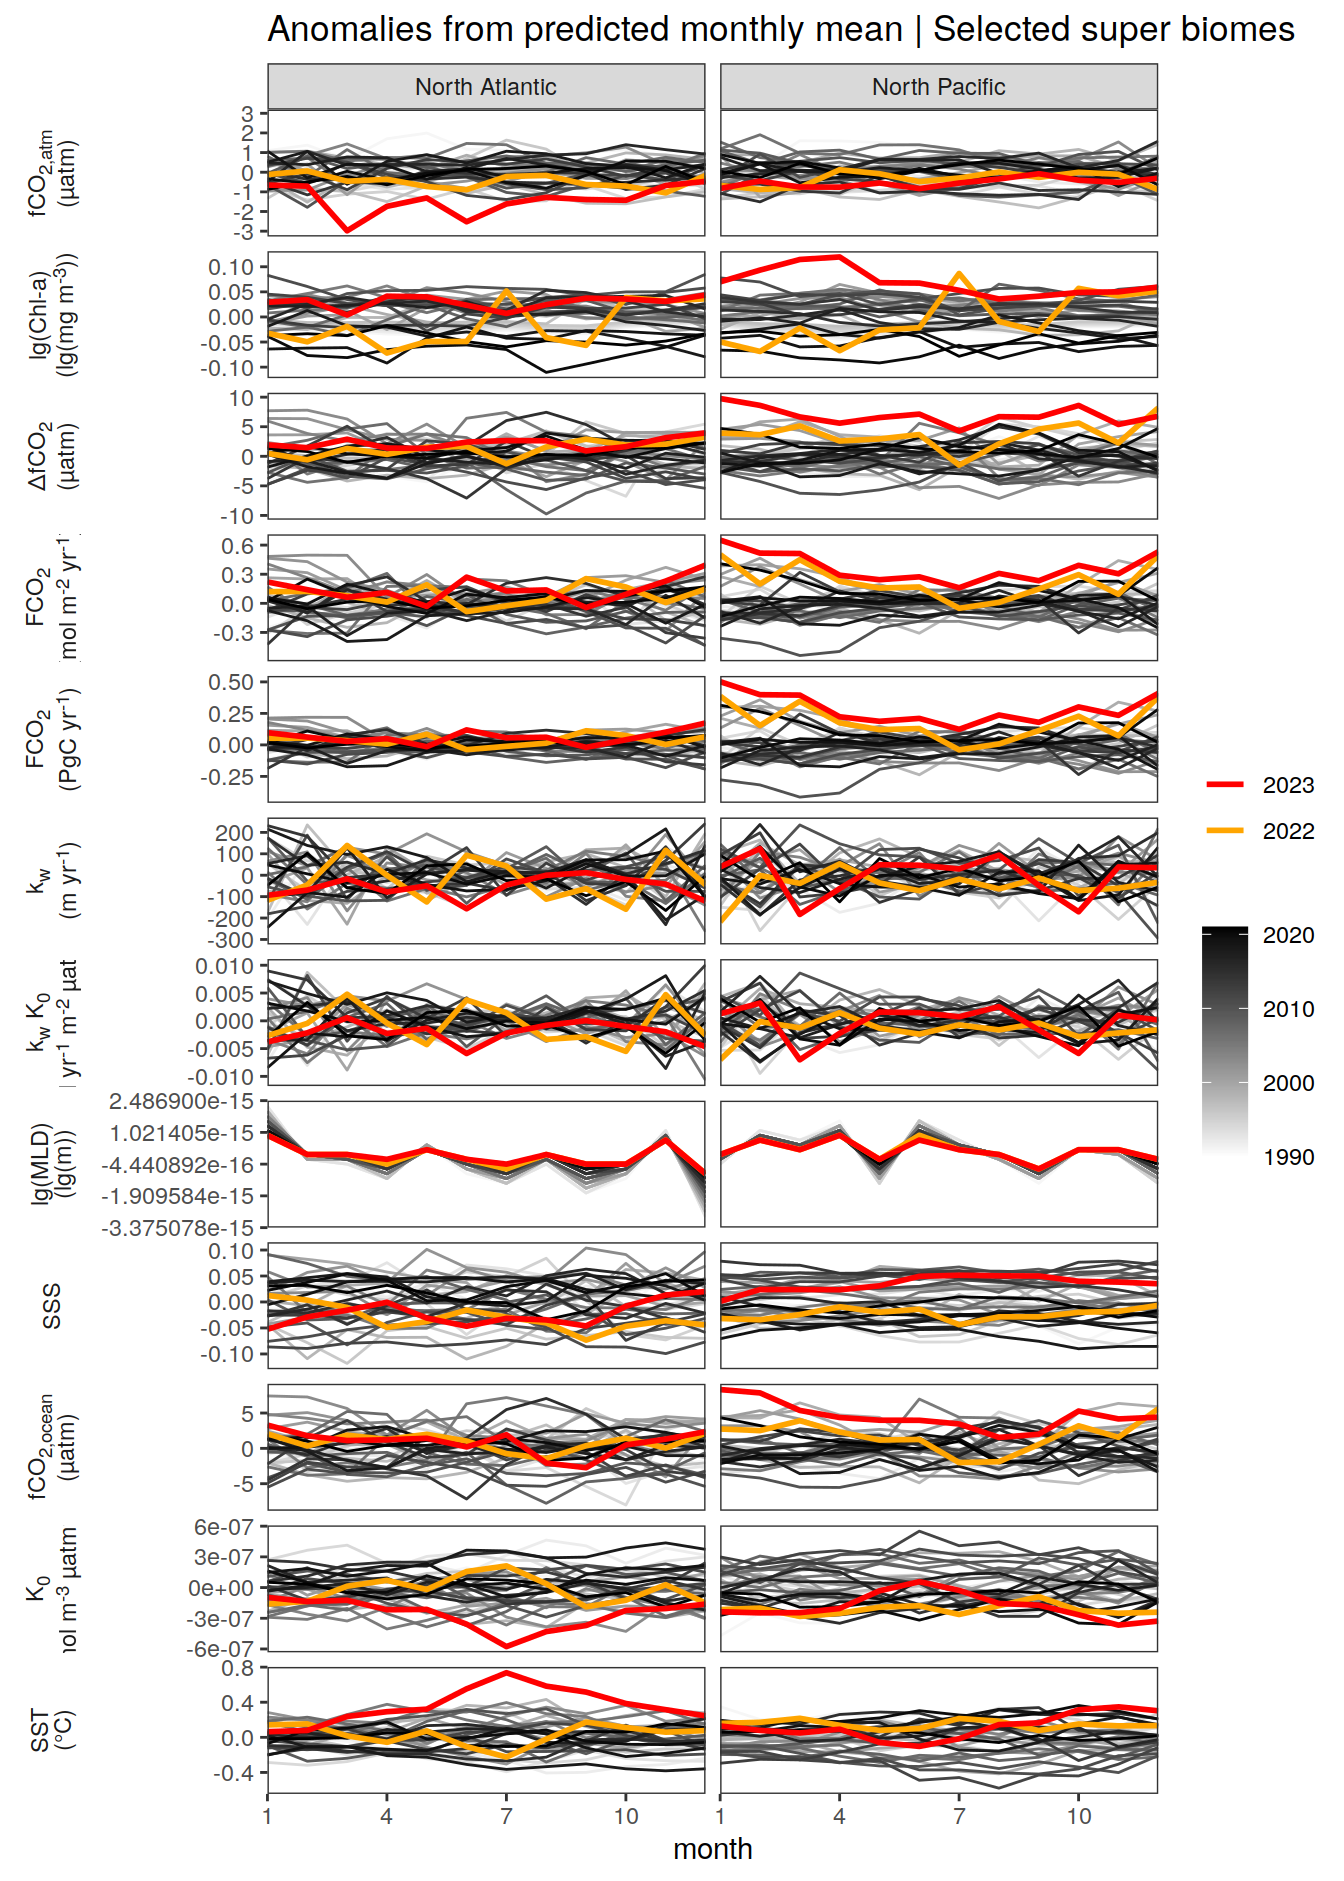 Anomalies from predicted monthly mean | Selected super biomes
North Atlantic
North Pacific
fCO2,atm
(µatm)
3
2
1
0
-1
-2
-3
lg(Chl-a)
(lg(mg m-3))
0.10
0.05
0.00
-0.05
-0.10
ΔfCO2
(µatm)
10
5
0
-5
-10
FCO2
mol m-2 yr-1
0.6
0.3
0.0
-0.3
FCO2
(PgC yr-1)
0.50
0.25
0.00
-0.25
kw
(m yr-1)
200
100
0
-100
-200
-300
kw K0
yr-1 m-2 µat
0.010
0.005
0.000
-0.005
-0.010
lg(MLD)
(lg(m))
2.486900e-15
1.021405e-15
-4.440892e-16
-1.909584e-15
-3.375078e-15
SSS
0.10
0.05
0.00
-0.05
-0.10
fCO2,ocean
(µatm)
5
0
-5
K0
ol m-3 µatm
6e-07
3e-07
0e+00
-3e-07
-6e-07
SST
(°C)
0.8
0.4
0.0
-0.4
1 4 7 10
1 4 7 10
month
2023
2022
2020
2010
2000
1990